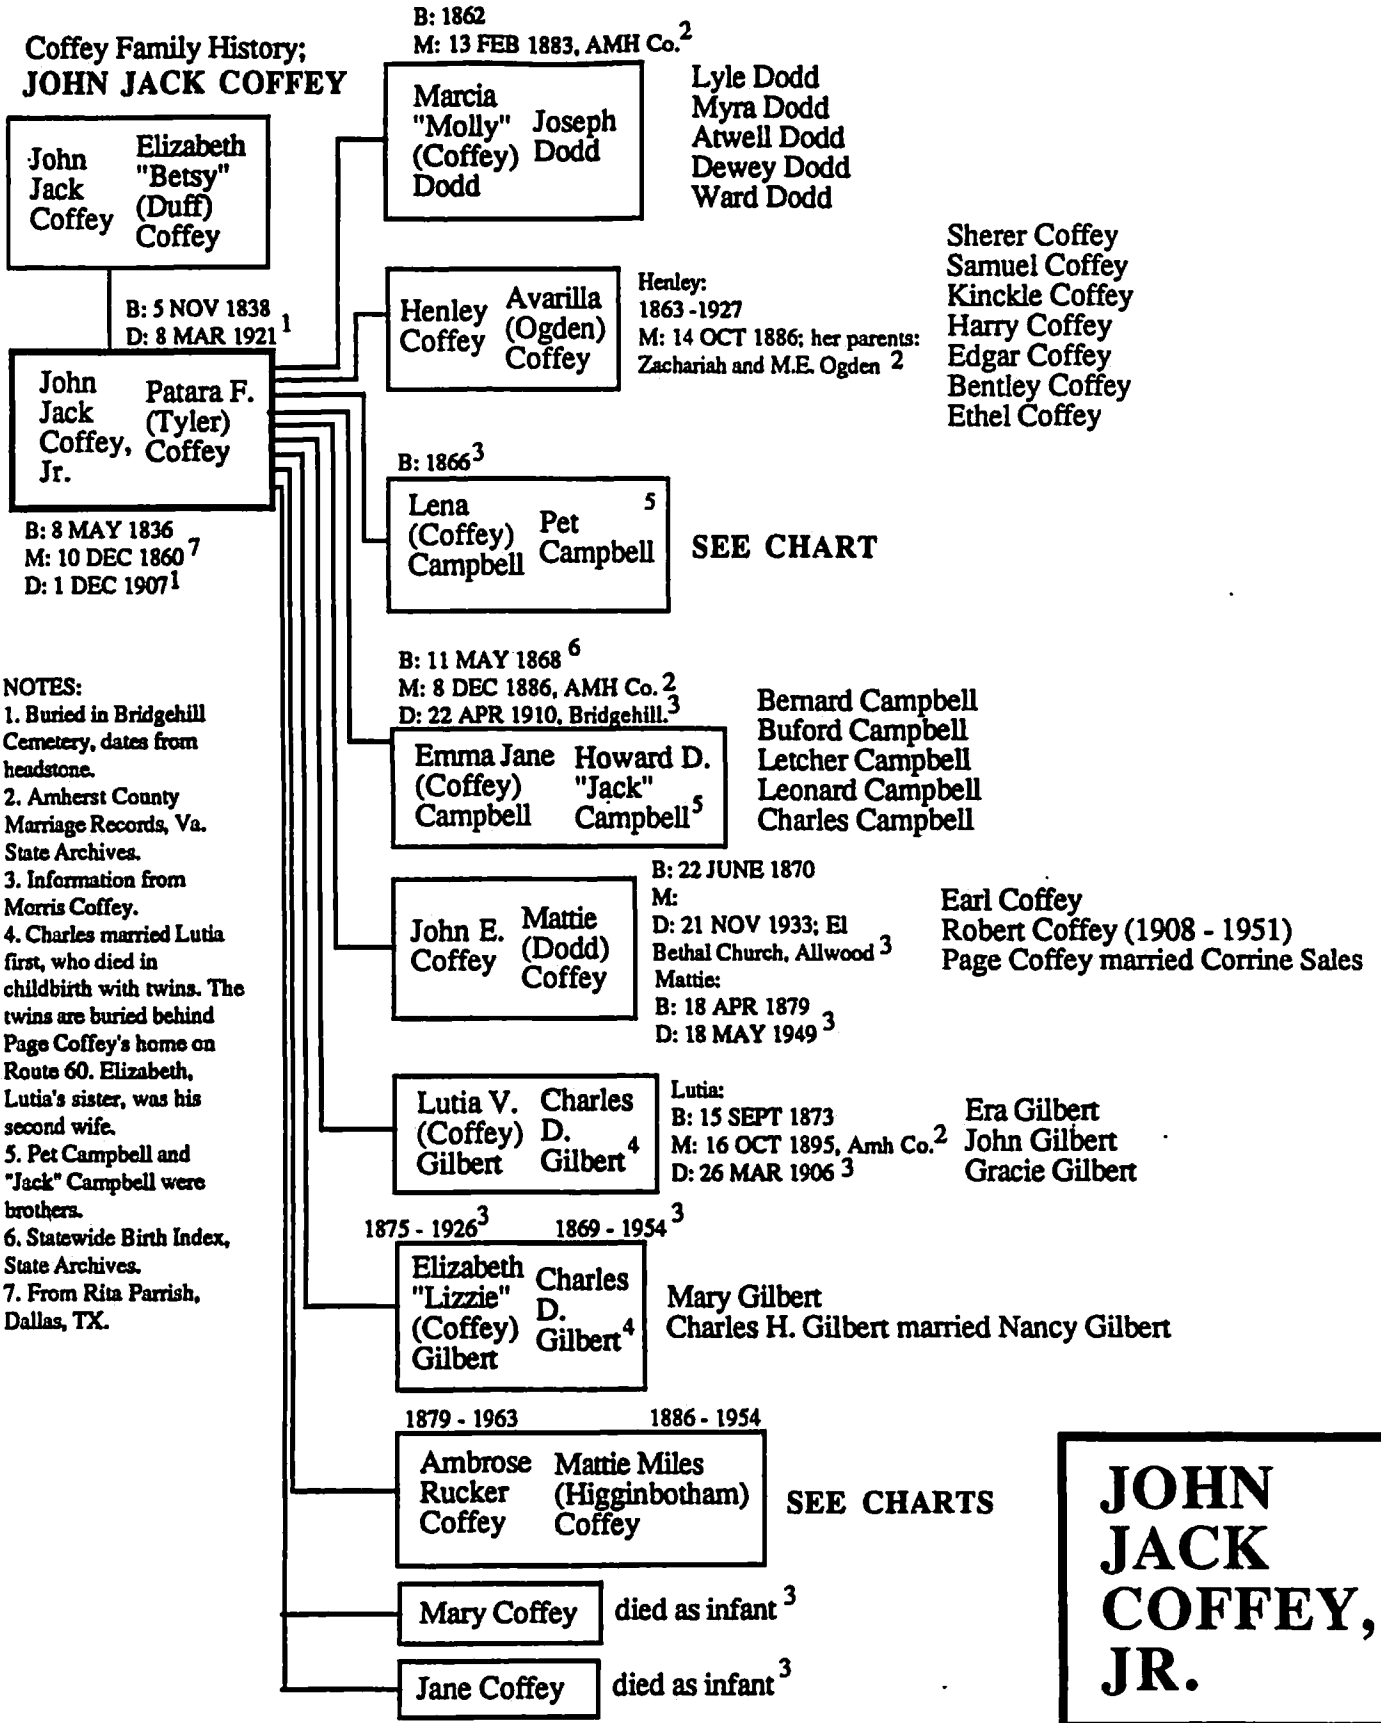 Coffey Family History;
JOHN JACK COFFEY
John
Jack
Coffey
Elizabeth
"Betsy"
(Duff)
Coffey
B: 5 NOV 1838
D: 8 MAR 1921 1
John
Jack
Coffey,
Jr.
Patara F.
(Tyler)
Coffey
B: 8 MAY 1836
M: 10 DEC 1860 7
D: 1 DEC 1907 1
NOTES:
1. Buried in Bridgehill
Cemetery, dates from
headstone.
2. Amherst County
Marriage Records, Va.
State Archives.
3. Information from
Morris Coffey.
4. Charles married Lutia
first, who died in
childbirth with twins. The
twins are buried behind
Page Coffey's home on
Route 60. Elizabeth,
Lutia's sister, was his
second wife.
5. Pet Campbell and
"Jack" Campbell were
brothers.
6. Statewide Birth Index,
State Archives.
7. From Rita Parrish,
Dallas, TX.
B: 1862
M: 13 FEB 1883, AMH Co. 2
Marcia
"Molly"
(Coffey)
Dodd
Joseph
Dodd
Lyle Dodd
Myra Dodd
Atwell Dodd
Dewey Dodd
Ward Dodd
Henley
Coffey
Avarilla
(Ogden)
Coffey
Henley:
1863 -1927
M: 14 OCT 1886; her parents:
Zachariah and M.E. Ogden 2
Sherer Coffey
Samuel Coffey
Kinckle Coffey
Harry Coffey
Edgar Coffey
Bentley Coffey
Ethel Coffey
B: 1866 3
Lena
(Coffey)
Campbell
Pet
Campbell
5
SEE CHART
B: 11 MAY 1868 6
M: 8 DEC 1886, AMH Co. 2
D: 22 APR 1910, Bridgehill. 3
Emma Jane
(Coffey)
Campbell
Howard D.
"Jack"
Campbell 5
Bernard Campbell
Buford Campbell
Letcher Campbell
Leonard Campbell
Charles Campbell
John E.
Coffey
Mattie
(Dodd)
Coffey
B: 22 JUNE 1870
M:
D: 21 NOV 1933; El
Bethal Church, Allwood 3
Mattie:
B: 18 APR 1879
D: 18 MAY 1949 3
Earl Coffey
Robert Coffey (1908 - 1951)
Page Coffey married Corrine Sales
Lutia V.
(Coffey)
Gilbert
Charles
D.
Gilbert 4
Lutia:
B: 15 SEPT 1873
M: 16 OCT 1895, Amh Co. 2
D: 26 MAR 1906 3
Era Gilbert
John Gilbert
Gracie Gilbert
1875 - 1926 3
1869 - 1954 3
Elizabeth
"Lizzie"
(Coffey)
Gilbert
Charles
D.
Gilbert 4
Mary Gilbert
Charles H. Gilbert married Nancy Gilbert
1879 - 1963
1886 - 1954
Ambrose
Rucker
Coffey
Mattie Miles
(Higginbotham)
Coffey
SEE CHARTS
Mary Coffey
died as infant 3
Jane Coffey
died as infant 3
JOHN
JACK
COFFEY,
JR.